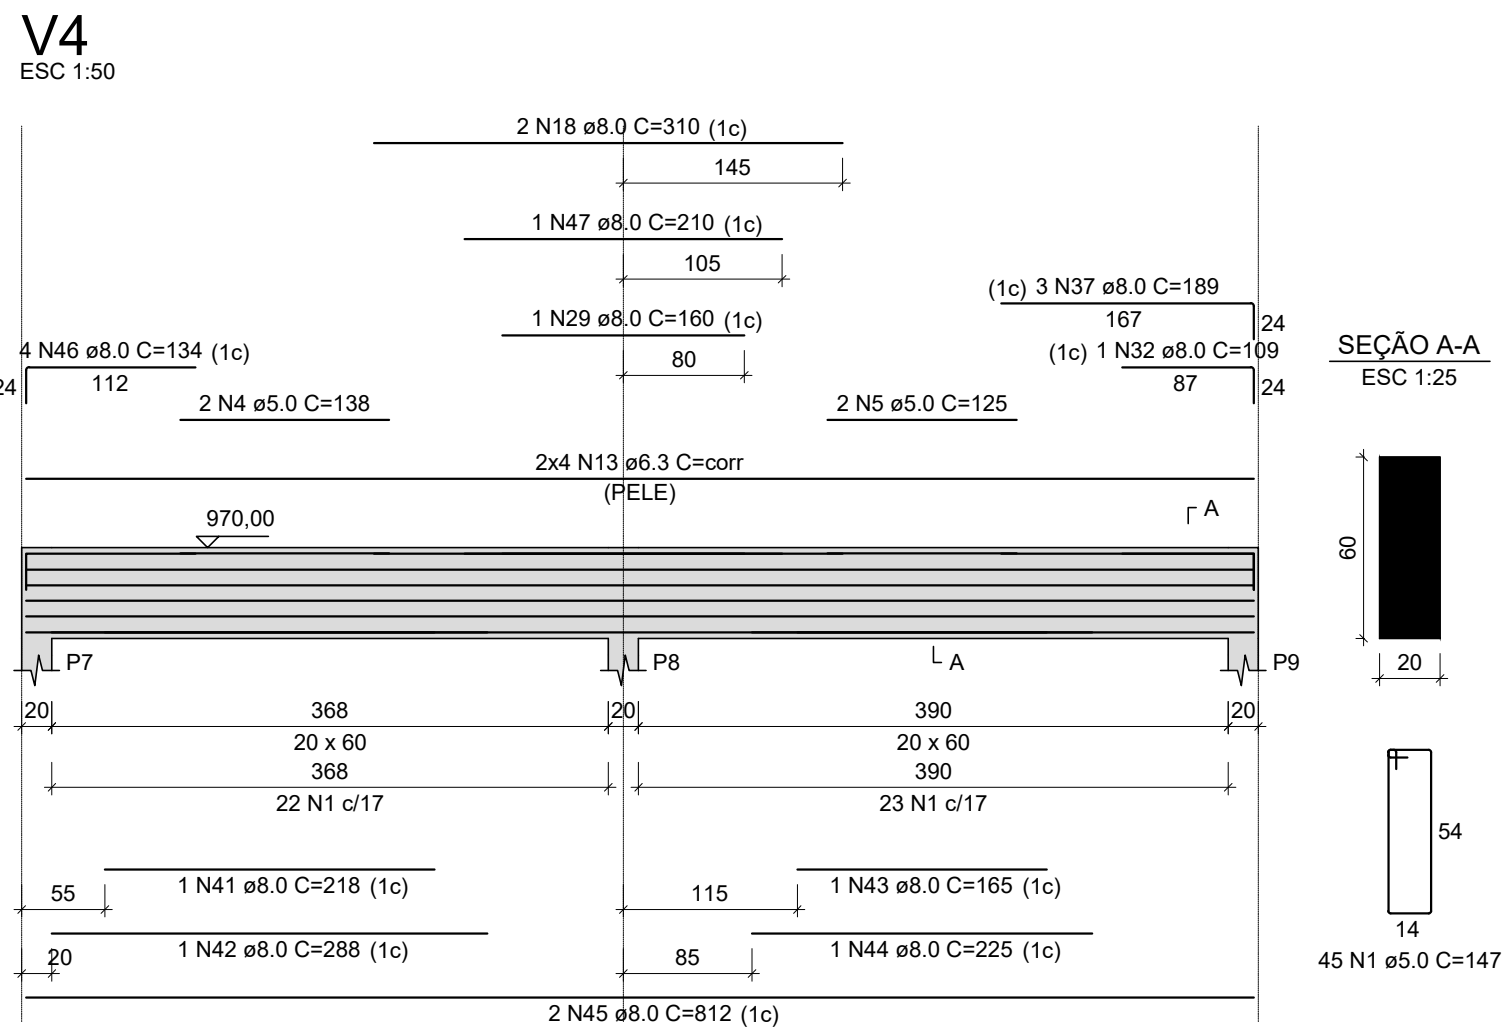 V4
ESC 1:50
2 N18 ø8.0 C=310 (1c)
145
1 N47 ø8.0 C=210 (1c)
105
(1c) 3 N37 ø8.0 C=189
167
24
1 N29 ø8.0 C=160 (1c)
80
4 N46 ø8.0 C=134 (1c)
24
112
(1c) 1 N32 ø8.0 C=109
87
24
SEÇÃO A-A
ESC 1:25
2 N4 ø5.0 C=138
2 N5 ø5.0 C=125
2x4 N13 ø6.3 C=corr
(PELE)
970,00
A
60
20
P7
P8
A
P9
20
368
20
390
20
20 x 60
20 x 60
368
390
22 N1 c/17
23 N1 c/17
54
14
45 N1 ø5.0 C=147
55
1 N41 ø8.0 C=218 (1c)
115
1 N43 ø8.0 C=165 (1c)
20
1 N42 ø8.0 C=288 (1c)
85
1 N44 ø8.0 C=225 (1c)
2 N45 ø8.0 C=812 (1c)